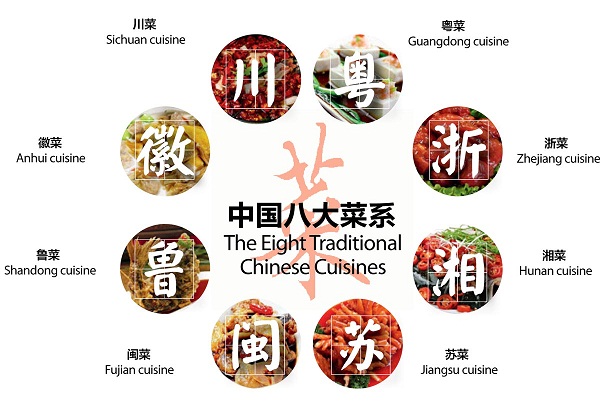 川菜
Sichuan cuisine
粤菜
Guangdong cuisine
川
粤
徽菜
Anhui cuisine
徽
浙
浙菜
Zhejiang cuisine
菜
中国八大菜系
The Eight Traditional
Chinese Cuisines
鲁菜
Shandong cuisine
鲁
湘
湘菜
Hunan cuisine
闽
苏
闽菜
Fujian cuisine
苏菜
Jiangsu cuisine